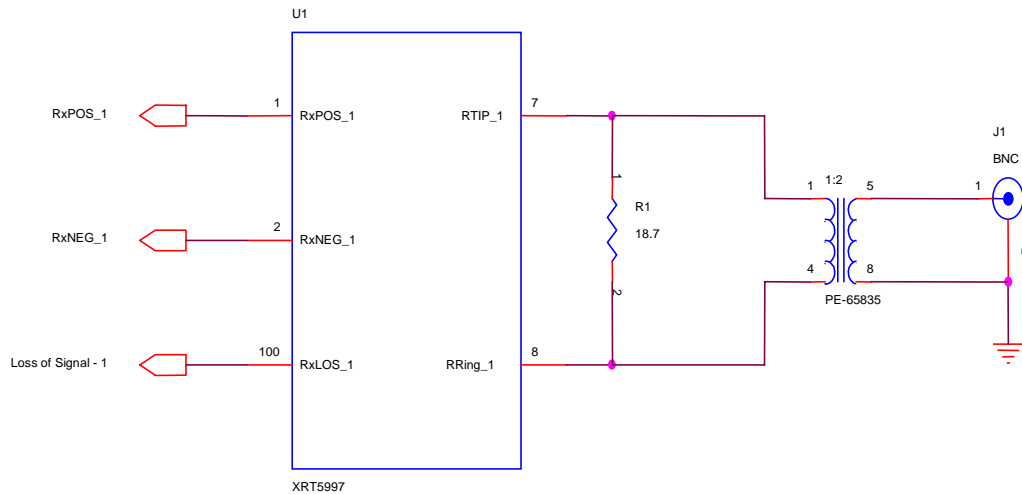 U1
RxPOS_1
1
RxPOS_1
RTIP_1
7
J1
BNC
1
R1
18.7
1:2
1
5
1
RxNEG_1
2
RxNEG_1
4
8
2
PE-65835
Loss of Signal - 1
100
RxLOS_1
RRing_1
8
XRT5997